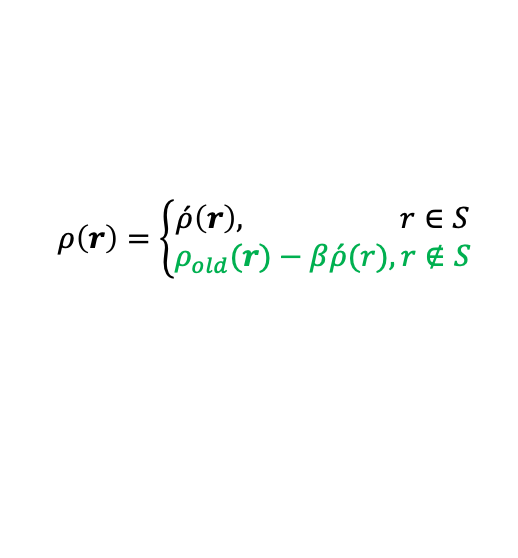 ρ(r) = { ρ́(r), r ∈ S
ρ_old(r) − βρ́(r), r ∉ S